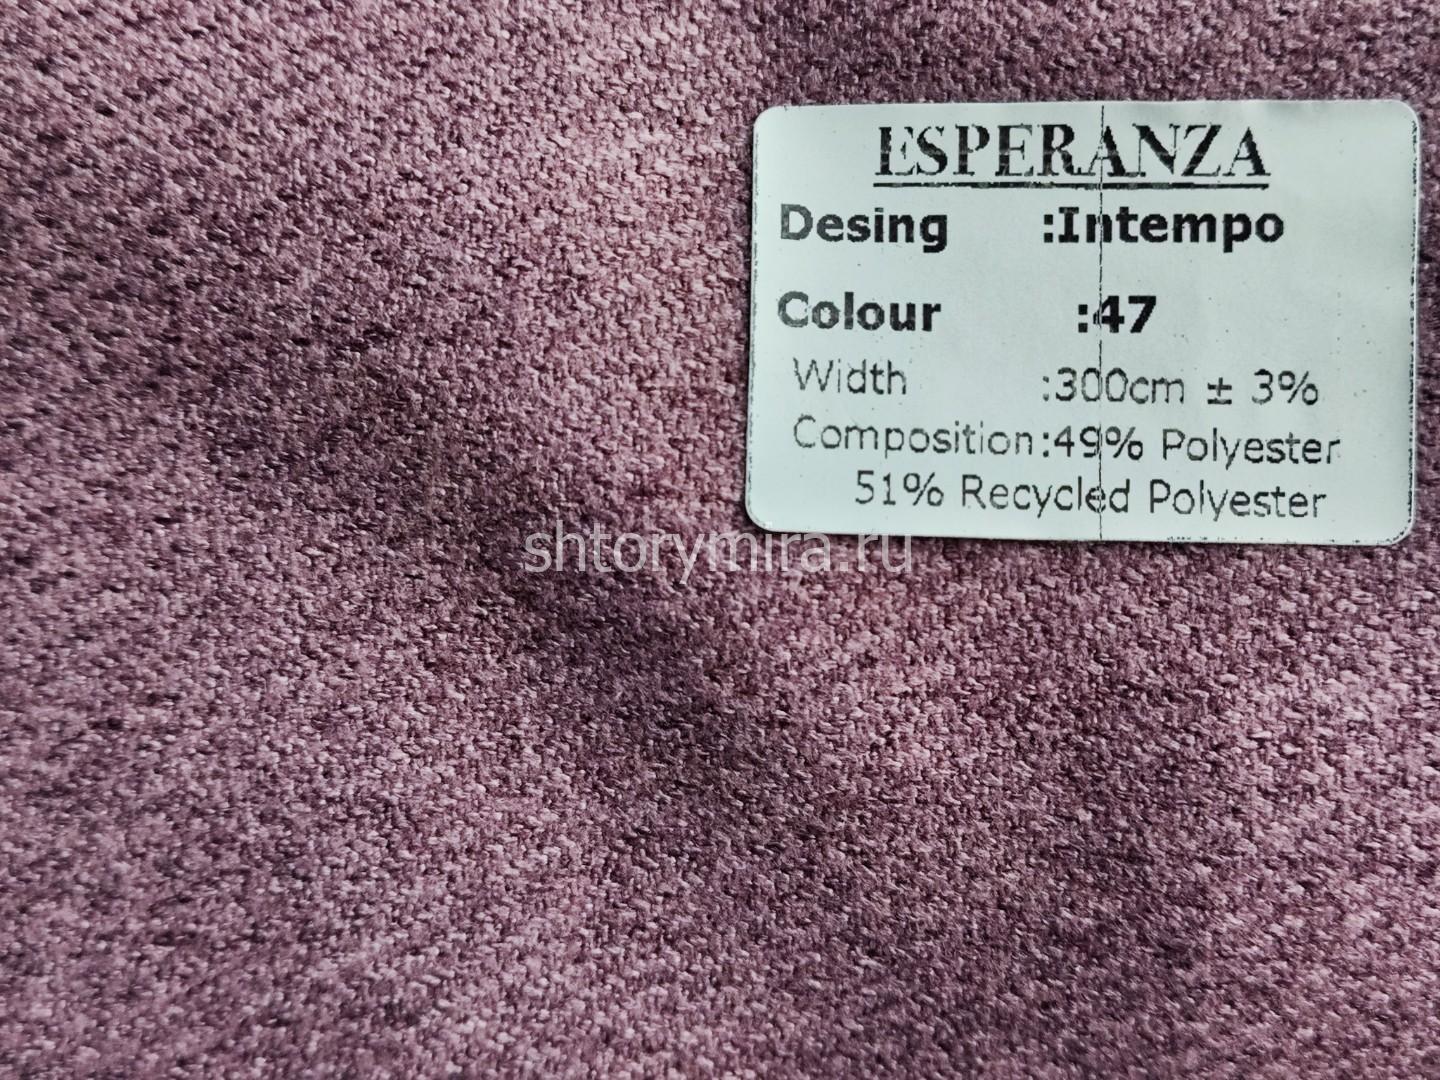 ESPERANZA
Desing :Intempo
Colour :47
Width :300cm ± 3%
Composition:49% Polyester
51% Recycled Polyester
shtorymira.ru